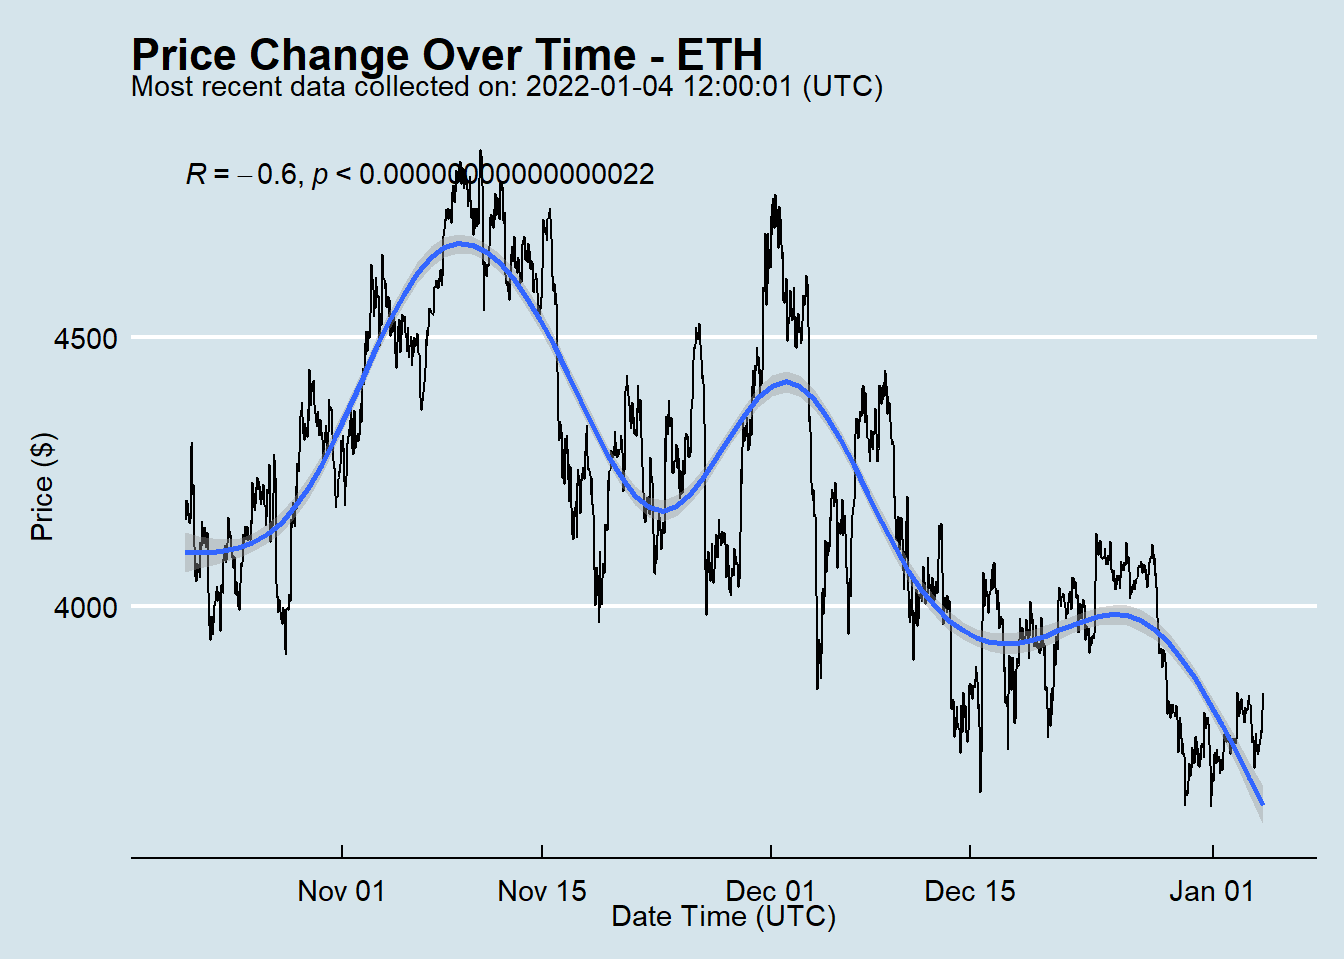 Price Change Over Time - ETH
Most recent data collected on: 2022-01-04 12:00:01 (UTC)
R = −0.6, p < 0.00000000000000022
4500
4000
Price ($)
Nov 01
Nov 15
Dec 01
Dec 15
Jan 01
Date Time (UTC)